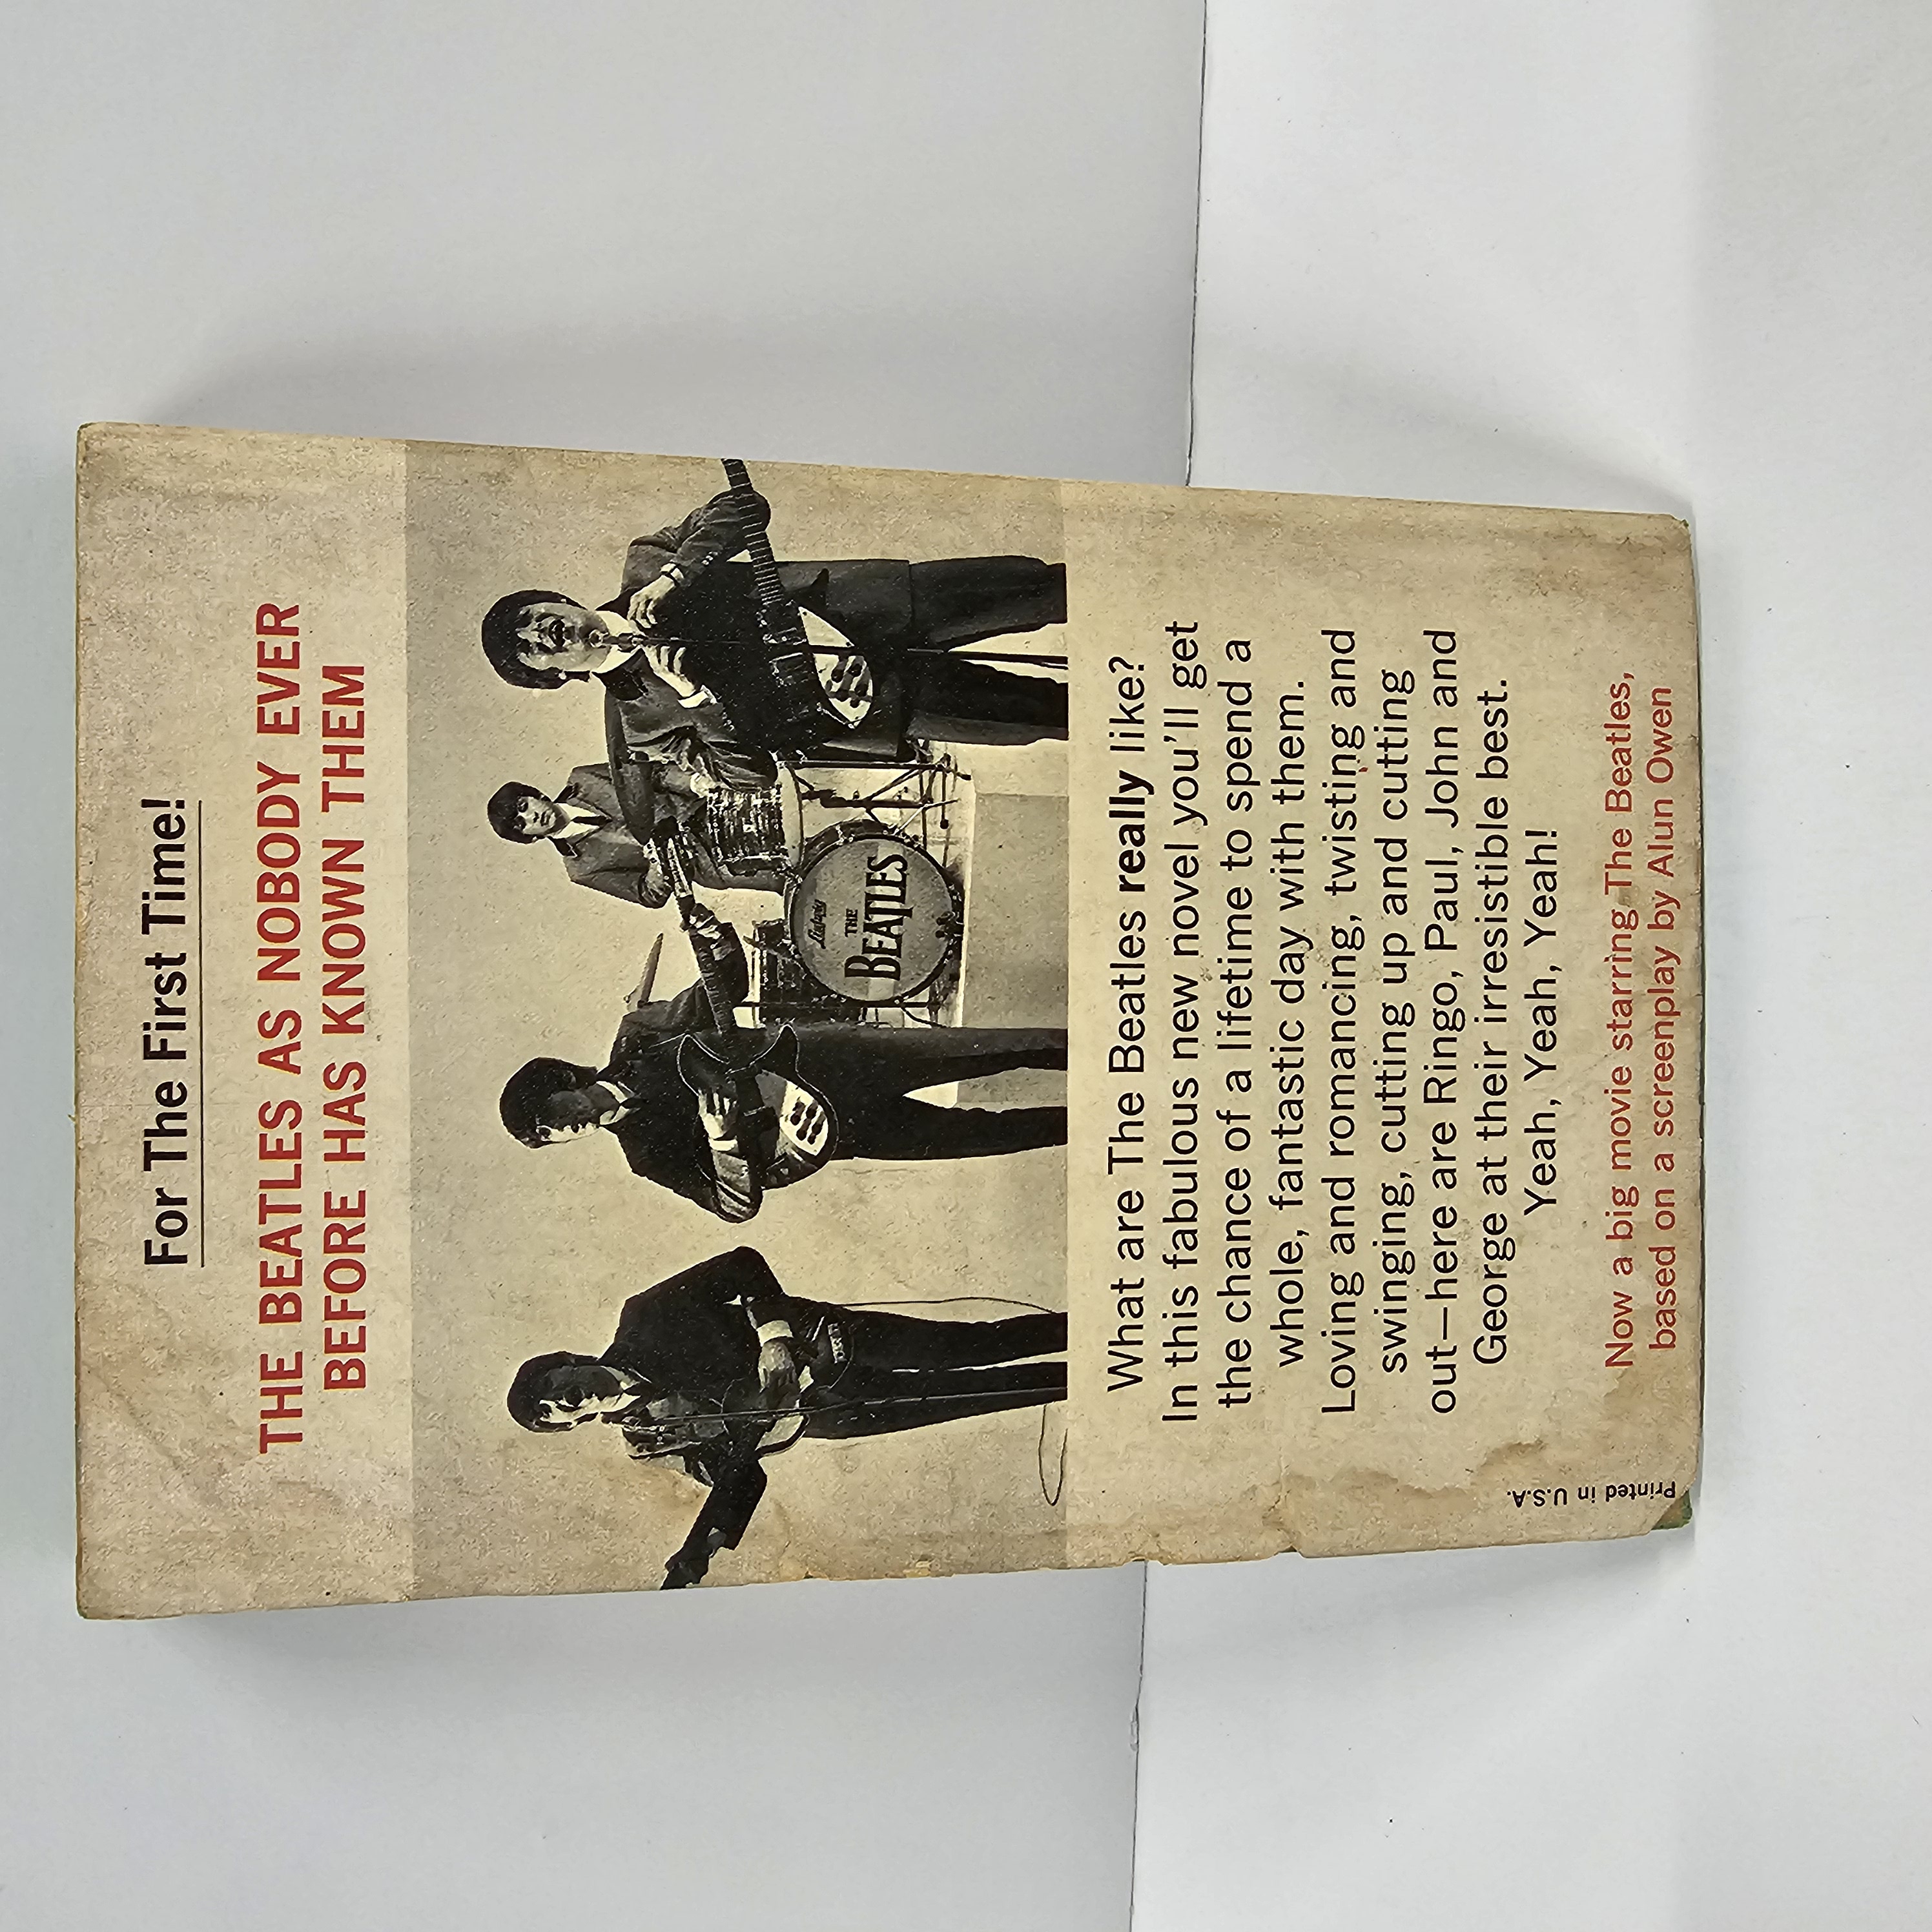 For The First Time!
THE BEATLES AS NOBODY EVER
BEFORE HAS KNOWN THEM
Ludwig
THE
BEATLES
What are The Beatles really like?
In this fabulous new novel you'll get
the chance of a lifetime to spend a
whole, fantastic day with them.
Loving and romancing, twisting and
swinging, cutting up and cutting
out—here are Ringo, Paul, John and
George at their irresistible best.
Yeah, Yeah, Yeah!
Printed in U.S.A.
Now a big movie starring The Beatles,
based on a screenplay by Alun Owen